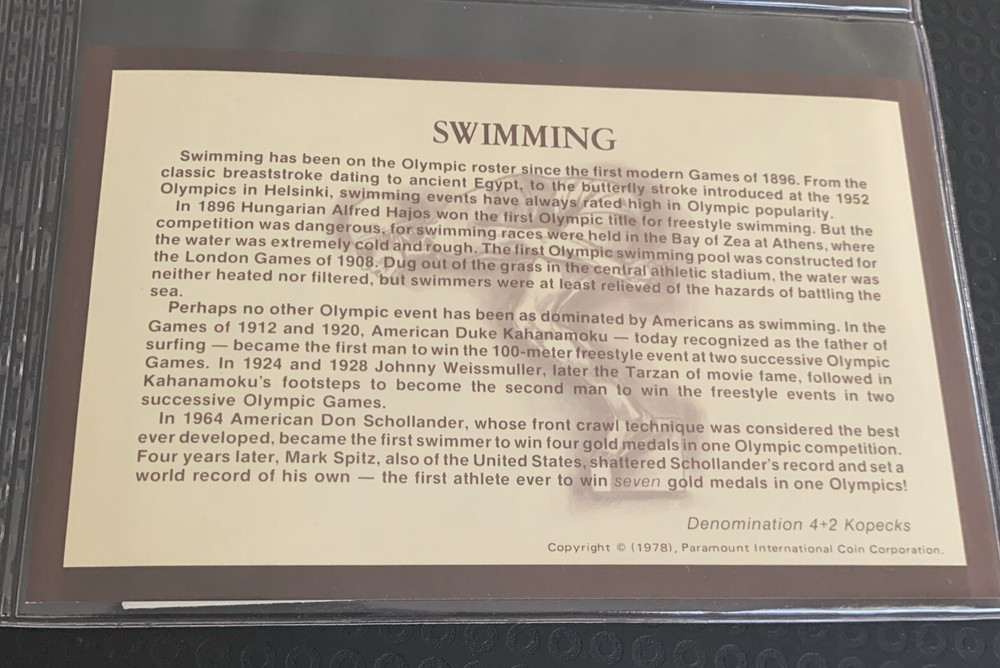 SWIMMING
Swimming has been on the Olympic roster since the first modern Games of 1896. From the
classic breaststroke dating to ancient Egypt, to the butterfly stroke introduced at the 1952
Olympics in Helsinki, swimming events have always rated high in Olympic popularity.
In 1896 Hungarian Alfred Hajos won the first Olympic title for freestyle swimming. But the
competition was dangerous, for swimming races were held in the Bay of Zea at Athens, where
the water was extremely cold and rough. The first Olympic swimming pool was constructed for
the London Games of 1908. Dug out of the grass in the central athletic stadium, the water was
neither heated nor filtered, but swimmers were at least relieved of the hazards of battling the
sea.
Perhaps no other Olympic event has been as dominated by Americans as swimming. In the
Games of 1912 and 1920, American Duke Kahanamoku — today recognized as the father of
surfing — became the first man to win the 100-meter freestyle event at two successive Olympic
Games. In 1924 and 1928 Johnny Weissmuller, later the Tarzan of movie fame, followed in
Kahanamoku's footsteps to become the second man to win the freestyle events in two
successive Olympic Games.
In 1964 American Don Schollander, whose front crawl technique was considered the best
ever developed, became the first swimmer to win four gold medals in one Olympic competition.
Four years later, Mark Spitz, also of the United States, shattered Schollander's record and set a
world record of his own — the first athlete ever to win seven gold medals in one Olympics!
Denomination 4+2 Kopecks
Copyright © (1978), Paramount International Coin Corporation.